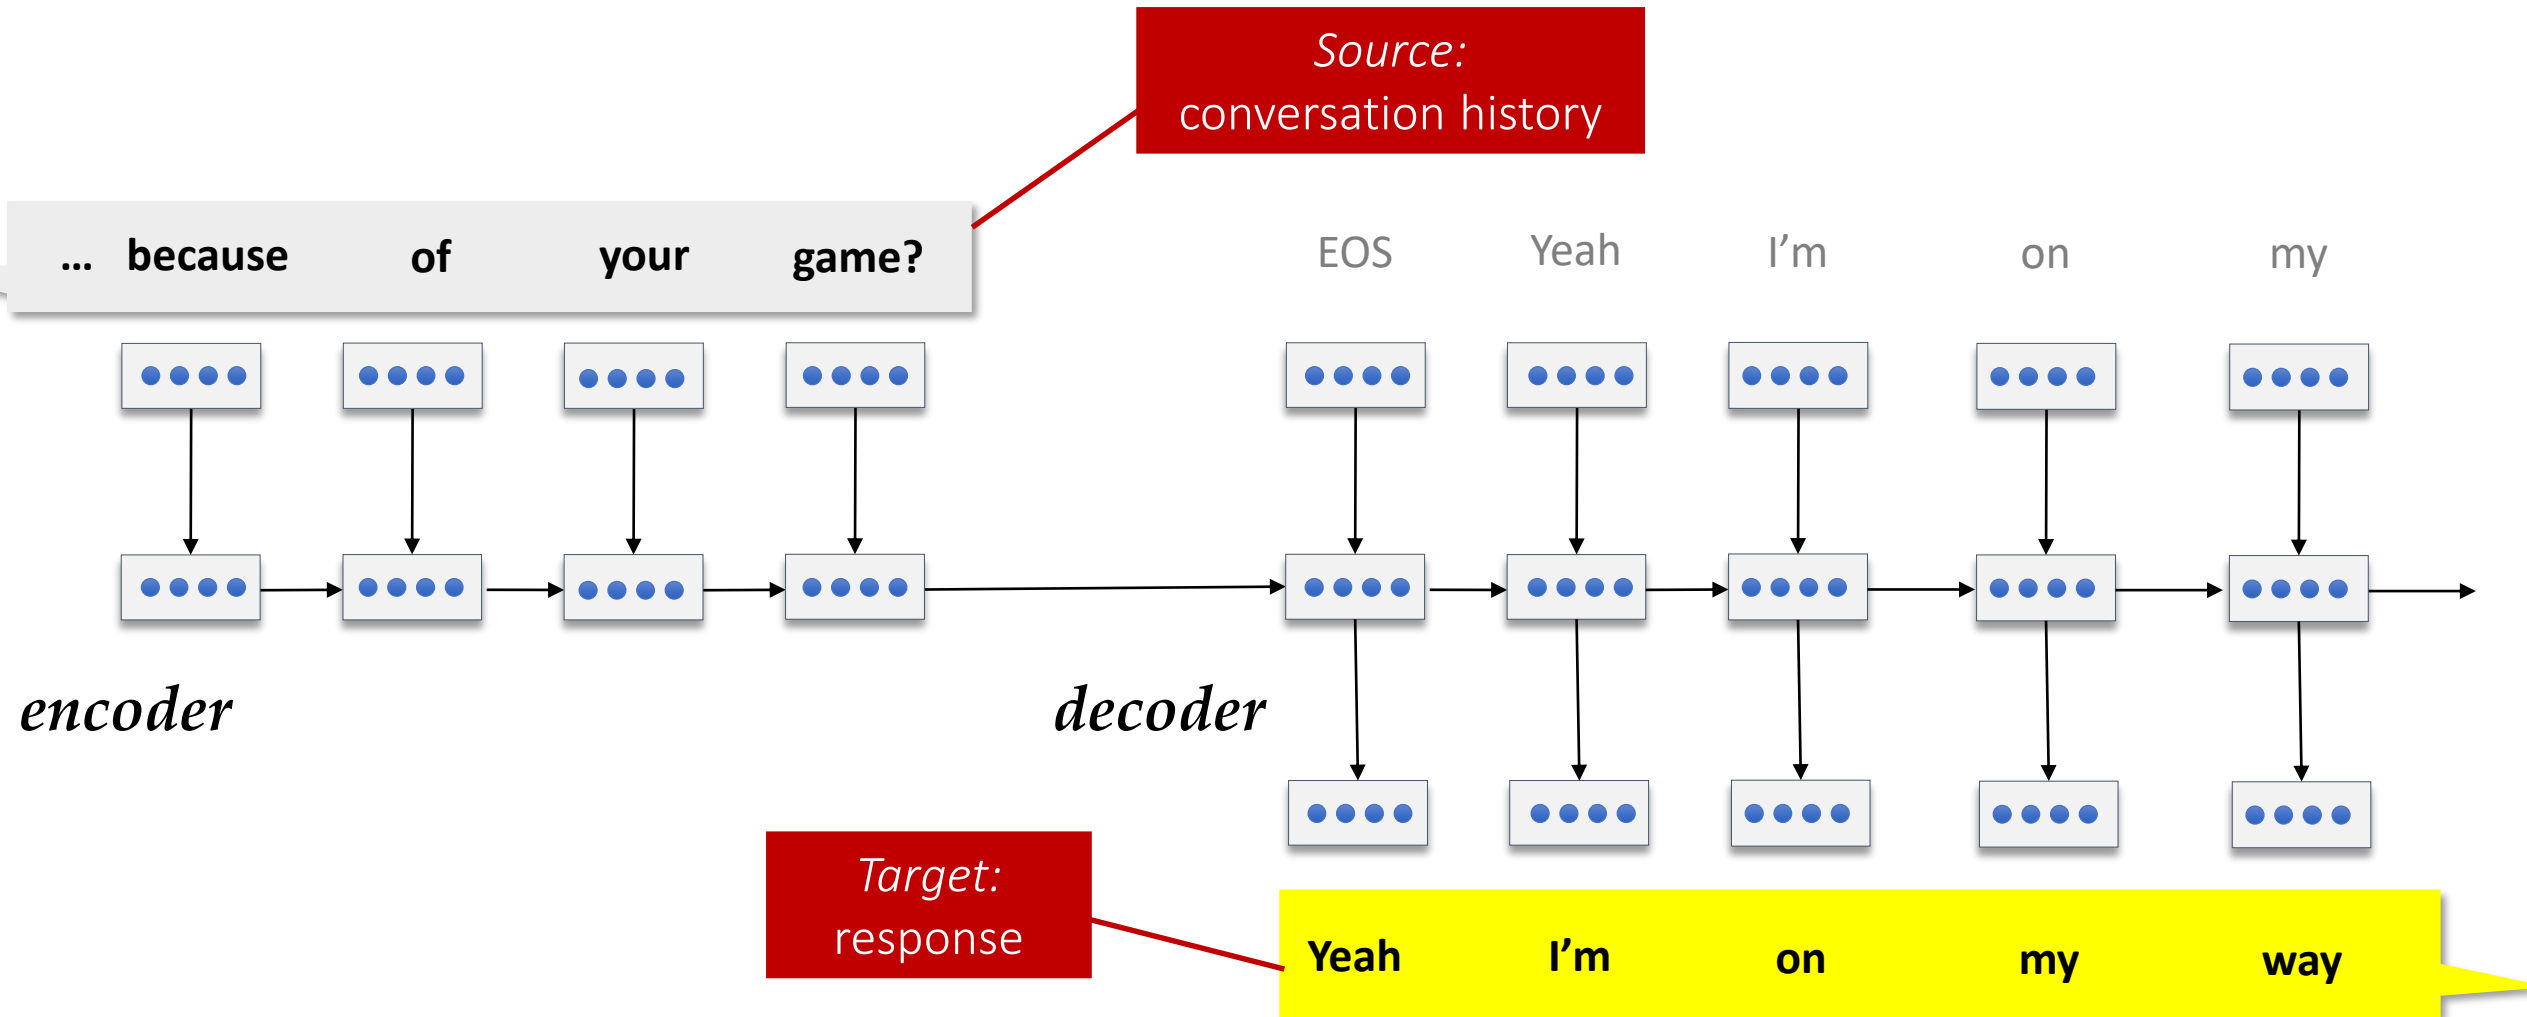 Source:
conversation history
... because of your game?
EOS Yeah I'm on my
encoder
decoder
Target:
response
Yeah I'm on my way